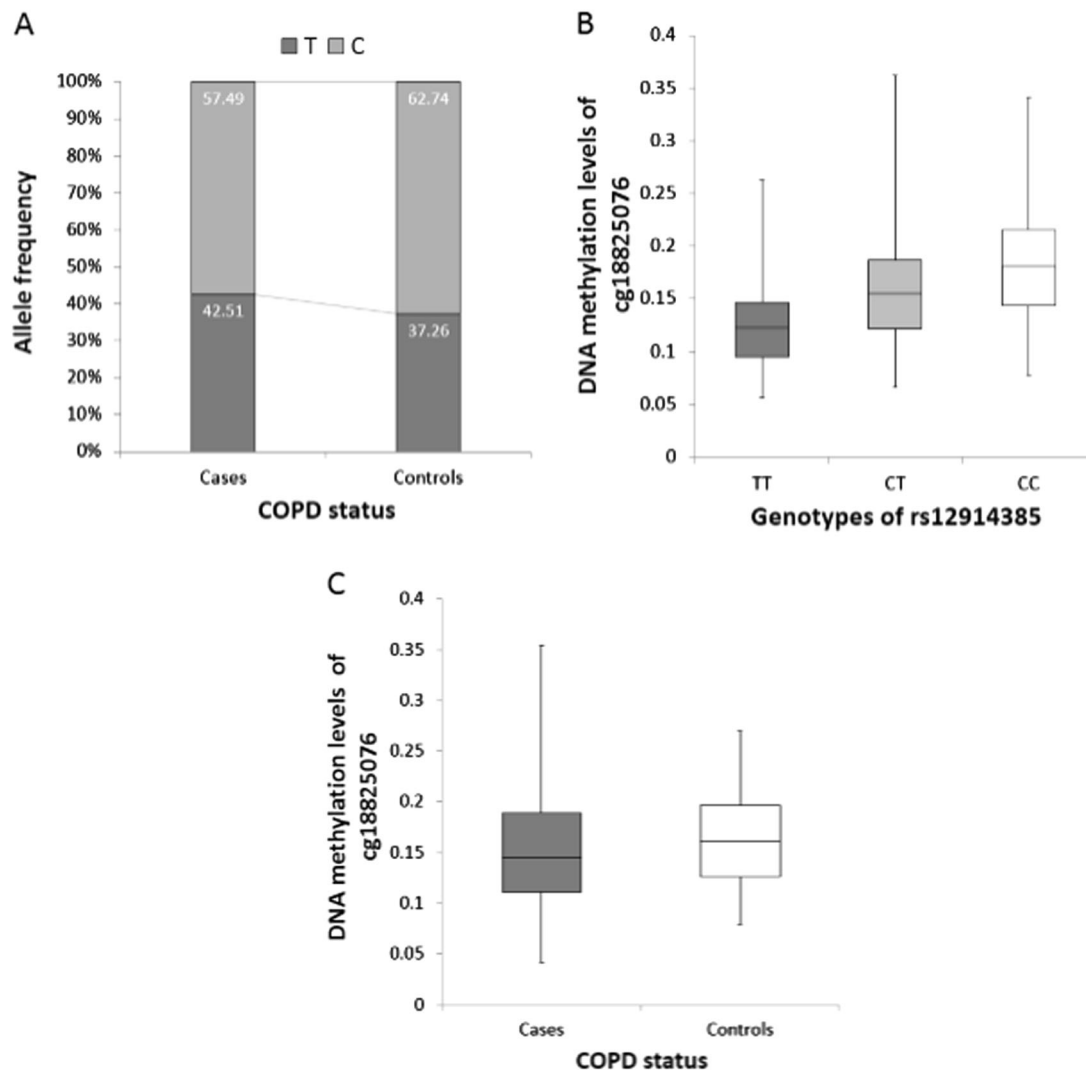 A
T C
100%
90%
80%
70%
60%
50%
40%
30%
20%
10%
0%
Allele frequency
57.49
62.74
42.51
37.26
Cases Controls
COPD status
B
0.4
0.35
0.3
0.25
0.2
0.15
0.1
0.05
0
DNA methylation levels of
cg18825076
TT CT CC
Genotypes of rs12914385
C
0.4
0.35
0.3
0.25
0.2
0.15
0.1
0.05
0
DNA methylation levels of
cg18825076
Cases Controls
COPD status